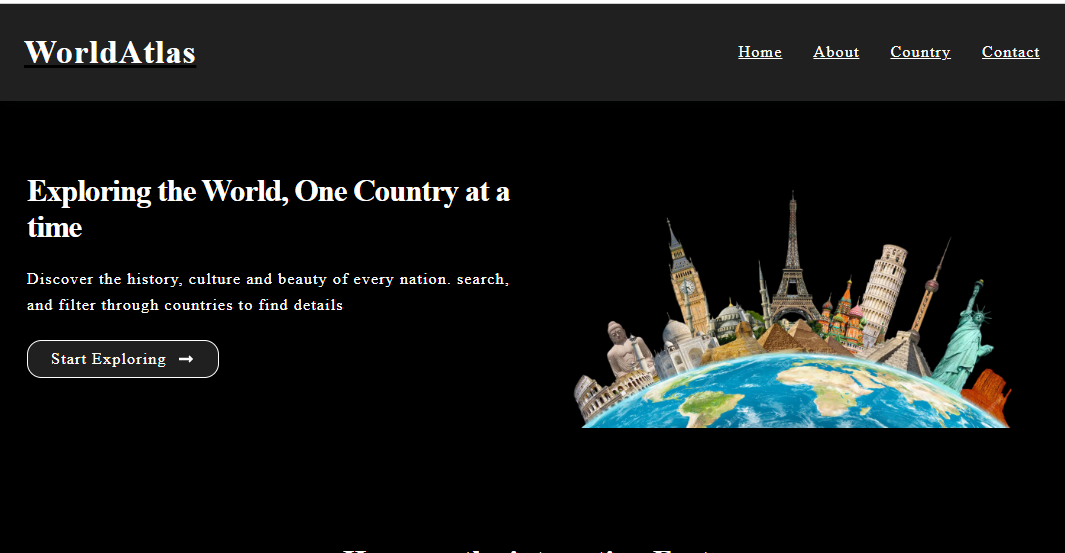 WorldAtlas
Home About Country Contact
Exploring the World, One Country at a
time
Discover the history, culture and beauty of every nation. search,
and filter through countries to find details
Start Exploring